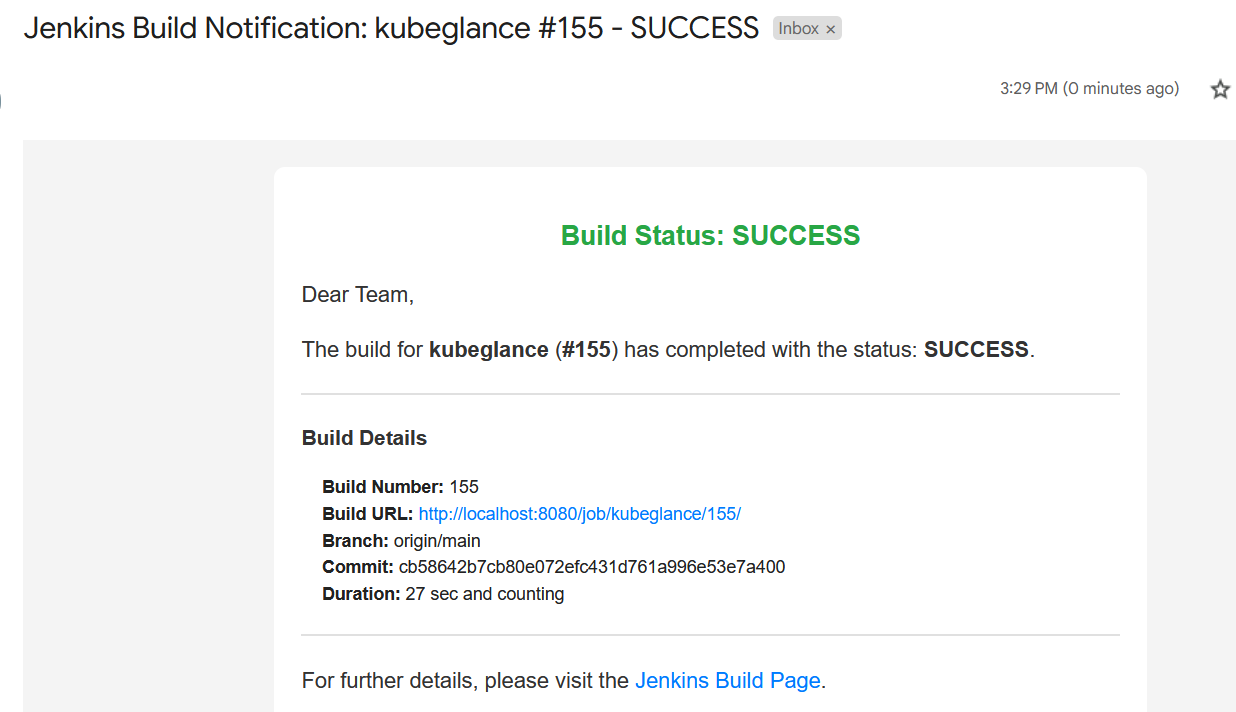 Jenkins Build Notification: kubeglance #155 - SUCCESS Inbox ×
3:29 PM (0 minutes ago)
Build Status: SUCCESS
Dear Team,
The build for kubeglance (#155) has completed with the status: SUCCESS.
Build Details
Build Number: 155
Build URL: http://localhost:8080/job/kubeglance/155/
Branch: origin/main
Commit: cb58642b7cb80e072efc431d761a996e53e7a400
Duration: 27 sec and counting
For further details, please visit the Jenkins Build Page.